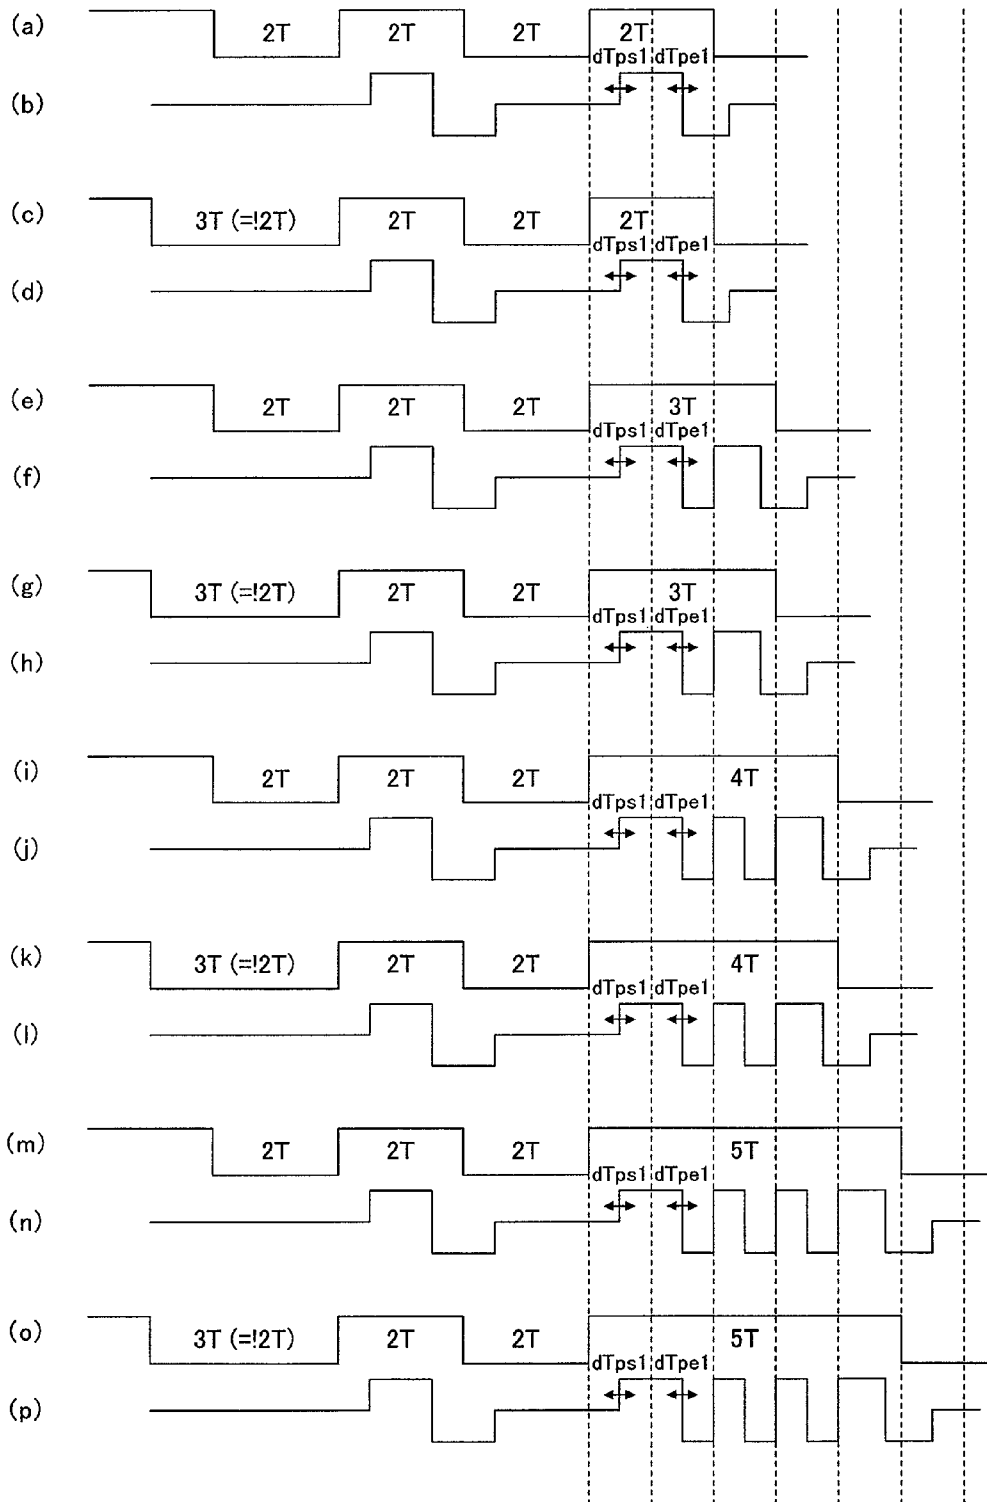 (a) 2T 2T 2T 2T
dTps1 dTpe1
(b)
(c) 3T (=!2T) 2T 2T 2T
dTps1 dTpe1
(d)
(e) 2T 2T 2T 3T
dTps1 dTpe1
(f)
(g) 3T (=!2T) 2T 2T 3T
dTps1 dTpe1
(h)
(i) 2T 2T 2T 4T
dTps1 dTpe1
(j)
(k) 3T (=!2T) 2T 2T 4T
dTps1 dTpe1
(l)
(m) 2T 2T 2T 5T
dTps1 dTpe1
(n)
(o) 3T (=!2T) 2T 2T 5T
dTps1 dTpe1
(p)